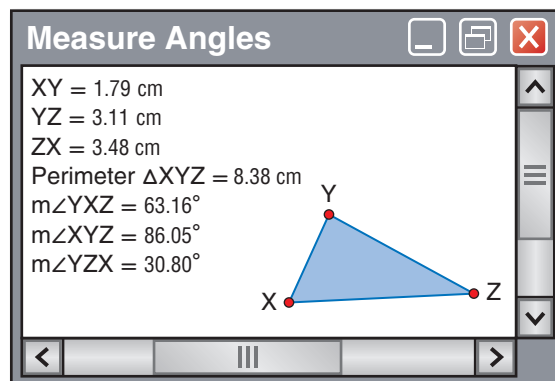 Measure Angles
XY = 1.79 cm
YZ = 3.11 cm
ZX = 3.48 cm
Perimeter ΔXYZ = 8.38 cm
m∠YXZ = 63.16°
m∠XYZ = 86.05°
m∠YZX = 30.80°
Y
X
Z